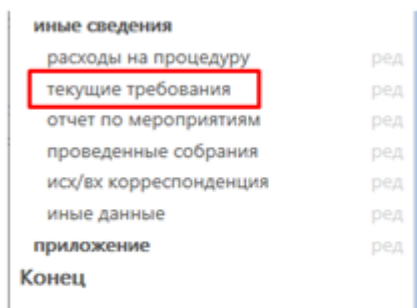 иные сведения
расходы на процедуру ред
текущие требования ред
отчет по мероприятиям ред
проведенные собрания ред
исх/вх корреспонденция ред
иные данные ред
приложение ред
Конец